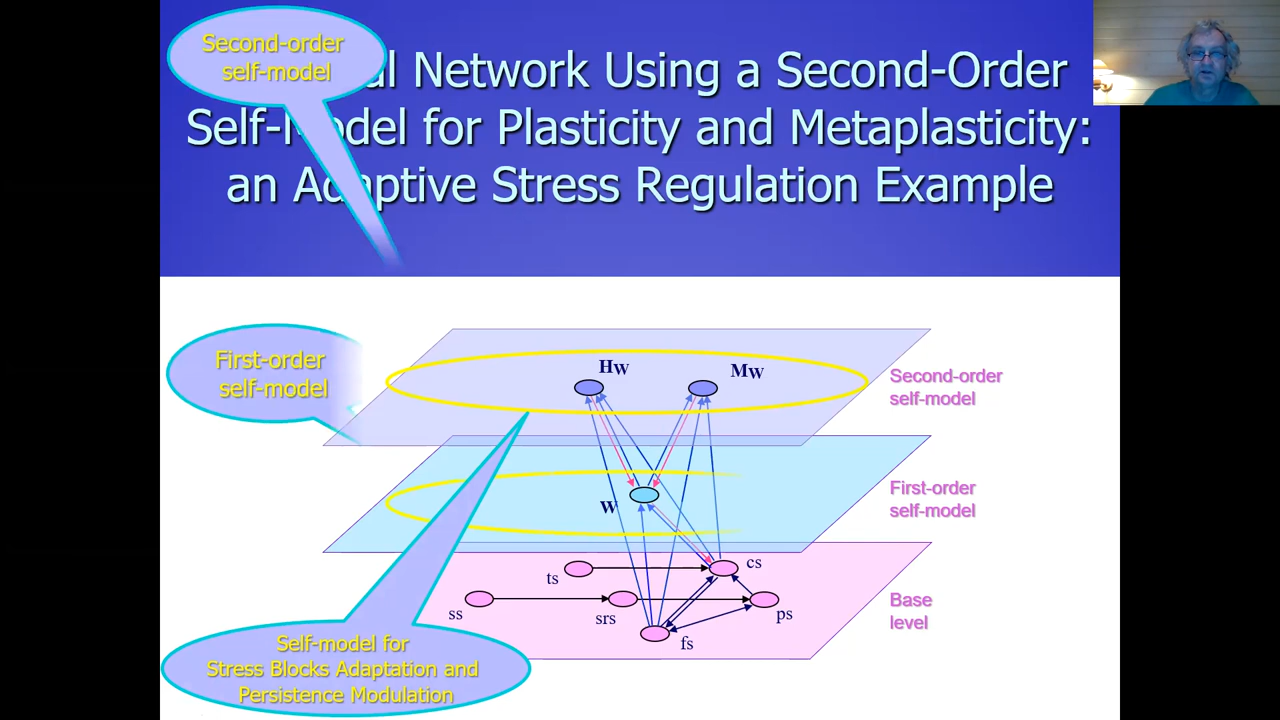 Second-order
self-model
al Network Using a Second-Order
Self-Model for Plasticity and Metaplasticity:
an Adaptive Stress Regulation Example
First-order
self-model
HW
MW
Second-order
self-model
W
First-order
self-model
ts
cs
ss
srs
ps
fs
Base
level
Self-model for
Stress Blocks Adaptation and
Persistence Modulation